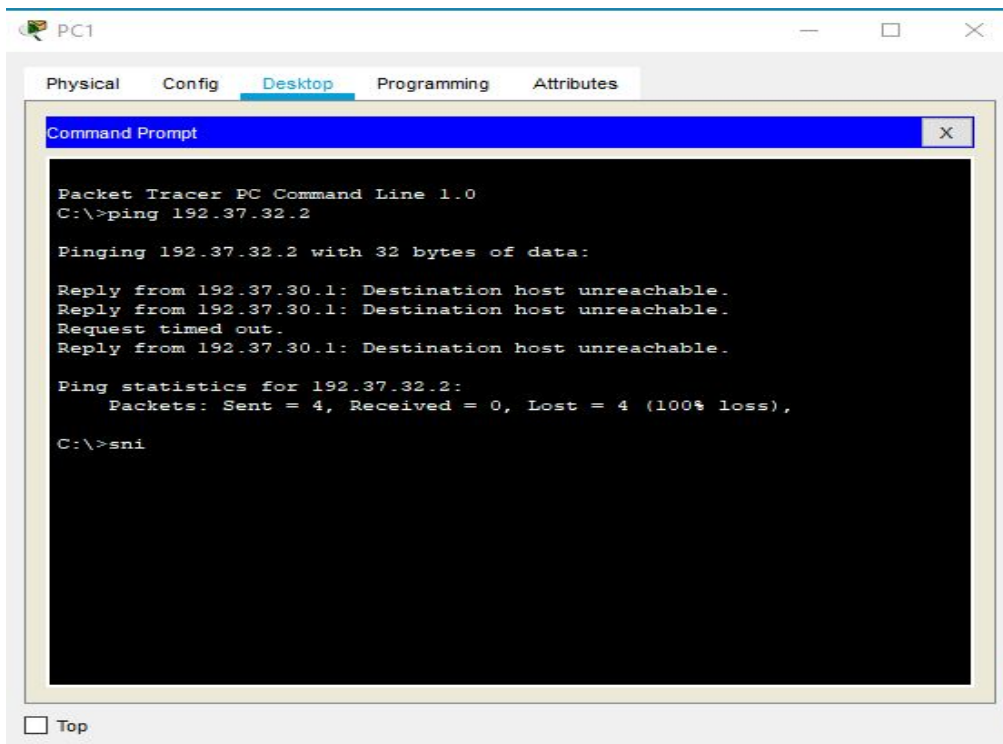 PC1
Physical Config Desktop Programming Attributes
Command Prompt X
Packet Tracer PC Command Line 1.0
C:\>ping 192.37.32.2
Pinging 192.37.32.2 with 32 bytes of data:
Reply from 192.37.30.1: Destination host unreachable.
Reply from 192.37.30.1: Destination host unreachable.
Request timed out.
Reply from 192.37.30.1: Destination host unreachable.
Ping statistics for 192.37.32.2:
Packets: Sent = 4, Received = 0, Lost = 4 (100% loss),
C:\>sni
Top